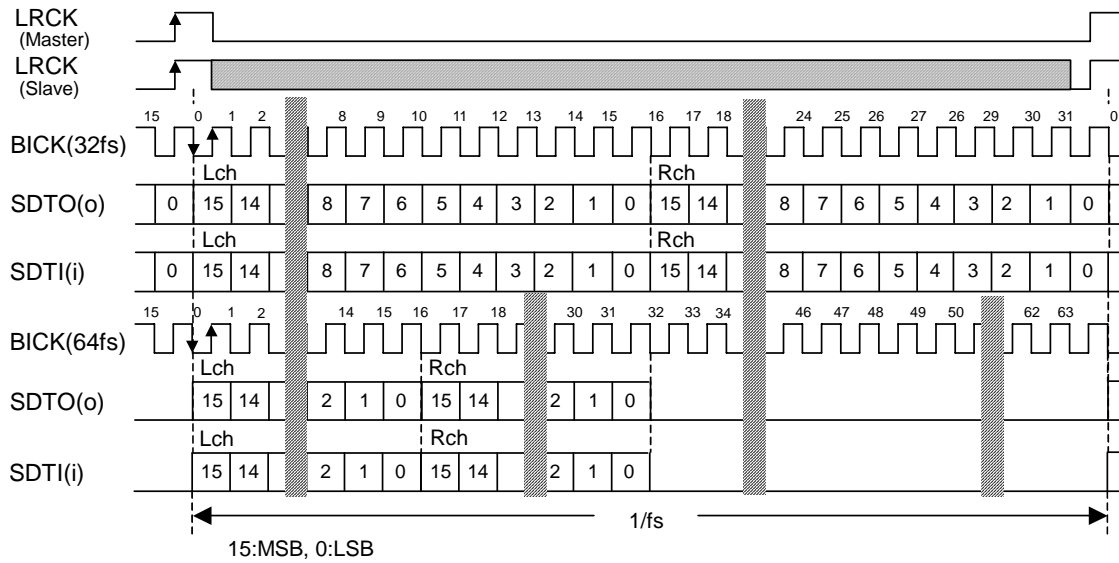 LRCK
(Master)
LRCK
(Slave)
15 0 1 2 8 9 10 11 12 13 14 15 16 17 18 24 25 26 27 26 29 30 31 0
BICK(32fs)
Lch Rch
SDTO(o) 0 15 14 8 7 6 5 4 3 2 1 0 15 14 8 7 6 5 4 3 2 1 0
Lch Rch
SDTI(i) 0 15 14 8 7 6 5 4 3 2 1 0 15 14 8 7 6 5 4 3 2 1 0
15 0 1 2 14 15 16 17 18 30 31 32 33 34 46 47 48 49 50 62 63
BICK(64fs)
Lch Rch
SDTO(o) 15 14 2 1 0 15 14 2 1 0
Lch Rch
SDTI(i) 15 14 2 1 0 15 14 2 1 0
1/fs
15:MSB, 0:LSB